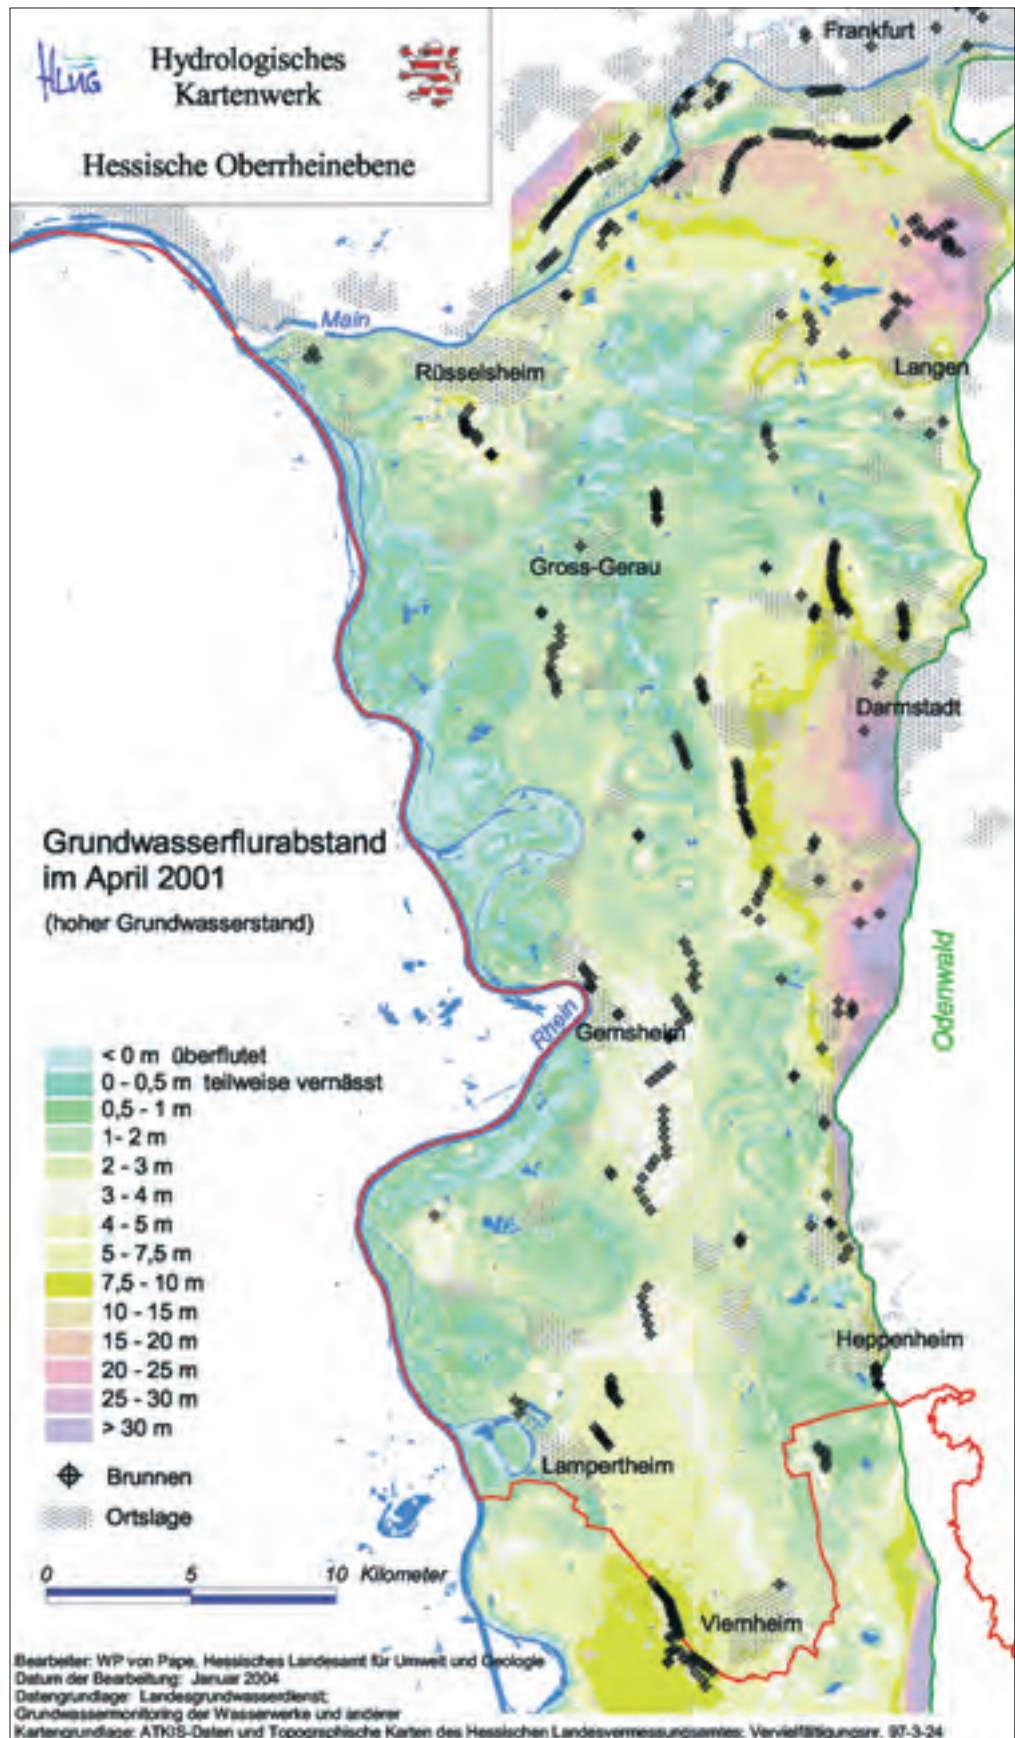 HLUG
Hydrologisches
Kartenwerk
Hessische Oberrheinebene
Frankfurt
Main
Rüsselsheim
Langen
Gross-Gerau
Darmstadt
Grundwasserflurabstand
im April 2001
(hoher Grundwasserstand)
Odenwald
Rhein
Gernsheim
< 0 m überflutet
0 - 0,5 m teilweise vernässt
0,5 - 1 m
1- 2 m
2 - 3 m
3 - 4 m
4 - 5 m
5 - 7,5 m
7,5 - 10 m
10 - 15 m
15 - 20 m
20 - 25 m
25 - 30 m
> 30 m
Heppenheim
Lampertheim
Brunnen
Ortslage
0 5 10 Kilometer
Viernheim
Bearbeiter: WP von Pape, Hessisches Landesamt für Umwelt und Geologie
Datum der Bearbeitung: Januar 2004
Datengrundlage: Landesgrundwasserdienst;
Grundwassermonitoring der Wasserwerke und anderer
Kartengrundlage: ATKIS-Daten und Topographische Karten des Hessischen Landesvermessungsamtes; Vervielfältigungsnr. 97-3-24